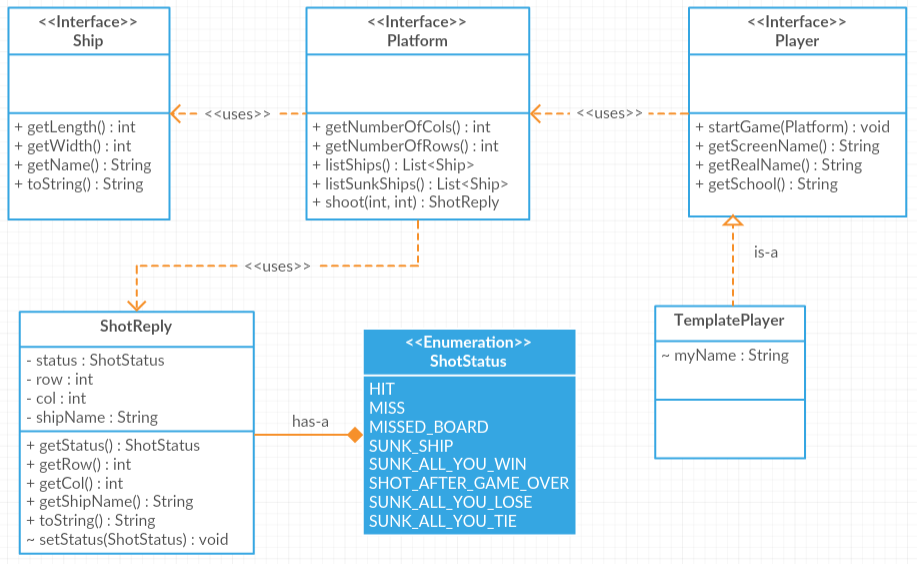 <<Interface>>
Ship
+ getLength() : int
+ getWidth() : int
+ getName() : String
+ toString() : String
<<uses>>
<<Interface>>
Platform
+ getNumberOfCols() : int
+ getNumberOfRows() : int
+ listShips() : List<Ship>
+ listSunkShips() : List<Ship>
+ shoot(int, int) : ShotReply
<<uses>>
<<Interface>>
Player
+ startGame(Platform) : void
+ getScreenName() : String
+ getRealName() : String
+ getSchool() : String
<<uses>>
is-a
ShotReply
- status : ShotStatus
- row : int
- col : int
- shipName : String
+ getStatus() : ShotStatus
+ getRow() : int
+ getCol() : int
+ getShipName() : String
+ toString() : String
~ setStatus(ShotStatus) : void
has-a
<<Enumeration>>
ShotStatus
HIT
MISS
MISSED_BOARD
SUNK_SHIP
SUNK_ALL_YOU_WIN
SHOT_AFTER_GAME_OVER
SUNK_ALL_YOU_LOSE
SUNK_ALL_YOU_TIE
TemplatePlayer
~ myName : String